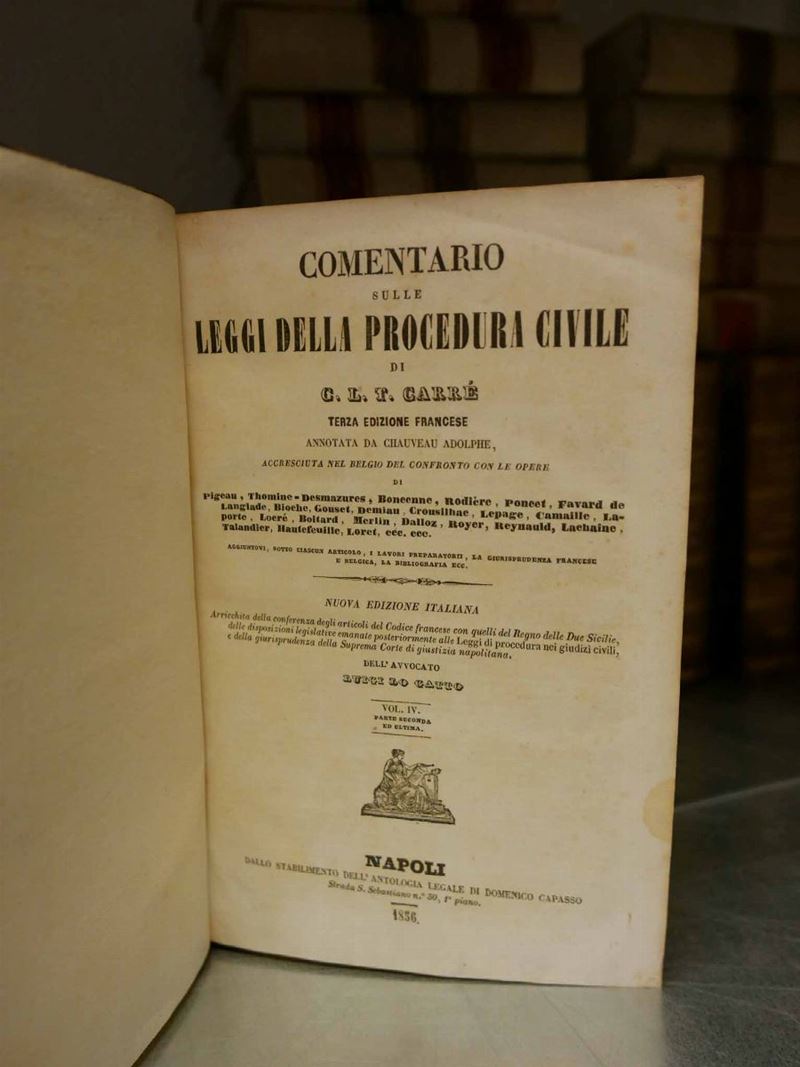 COMENTARIO
SULLE
LEGGI DELLA PROCEDURA CIVILE
DI
C. L. T. CARRÉ
TERZA EDIZIONE FRANCESE
ANNOTATA DA CHAUVEAU ADOLPHE,
ACCRESCIUTA NEL BELGIO DEL CONFRONTO CON LE OPERE
DI
Pigeau, Thomine-Desmazures, Boncenne, Rodière, Poncet, Favard de
Langlade, Bioche, Gouset, Demiau, Crousilhac, Lepage, Camaille, La-
porte, Locré, Boitard, Merlin, Dalloz, Royer, Reynauld, Lachaine,
Talandier, Hautefeuille, Loret, ecc. ecc.
AGGIUNTOVI, SOTTO CIASCUN ARTICOLO, I LAVORI PREPARATORII, LA GIURISPRUDENZA FRANCESE
E BELGICA, LA BIBLIOGRAFIA ECC.
NUOVA EDIZIONE ITALIANA
Arricchita della conferenza degli articoli del Codice francese con quelli del Regno delle Due Sicilie,
delle disposizioni legislative emanate posteriormente alle Leggi di procedura nei giudizi civili,
e della giurisprudenza della Suprema Corte di giustizia napolitana.
DELL'AVVOCATO
LUIGI LO GATTO
VOL. IV.
PARTE SECONDA
ED ULTIMA.
NAPOLI
DALLO STABILIMENTO DELL'ANTOLOGIA LEGALE DI DOMENICO CAPASSO
Strada S. Sebastiano n.° 50, 1° piano.
1856.